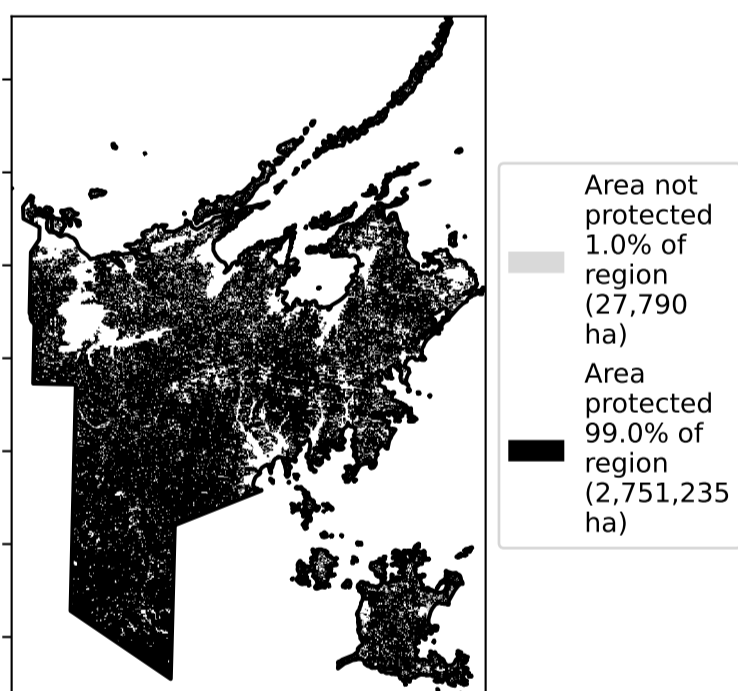 Area not
protected
1.0% of
region
(27,790
ha)
Area
protected
99.0% of
region
(2,751,235
ha)